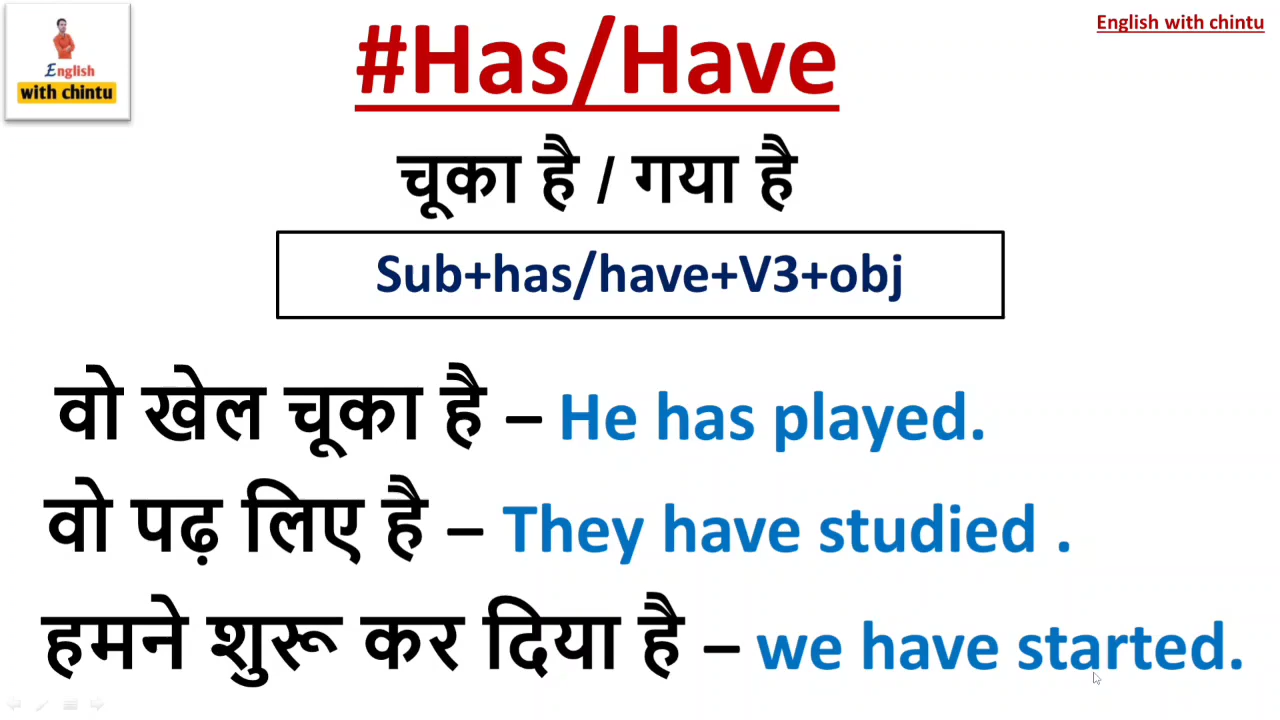 English with chintu
#Has/Have
English
with chintu
चूका है / गया है
Sub+has/have+V3+obj
वो खेल चूका है – He has played.
वो पढ़ लिए है – They have studied .
हमने शुरू कर दिया है – we have started.